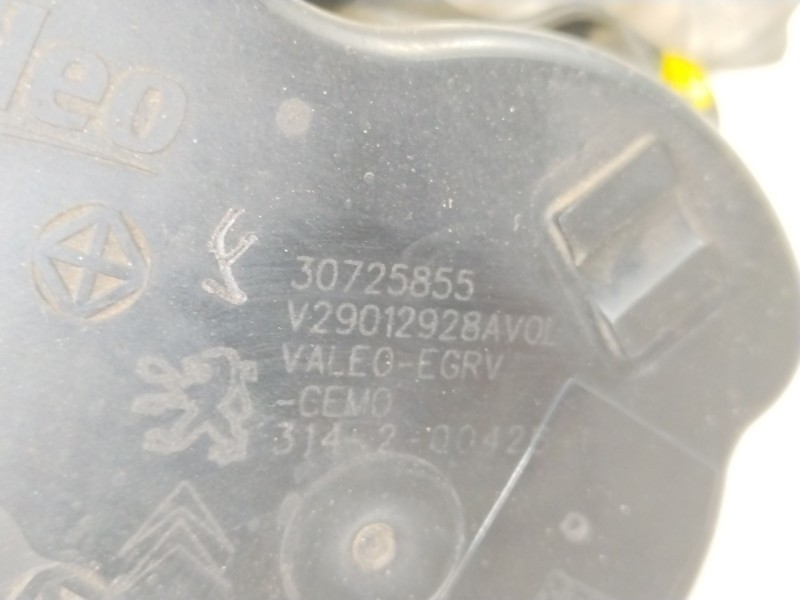 leo
30725855
V29012928AVOL
VALEO-EGRV
-CEMO